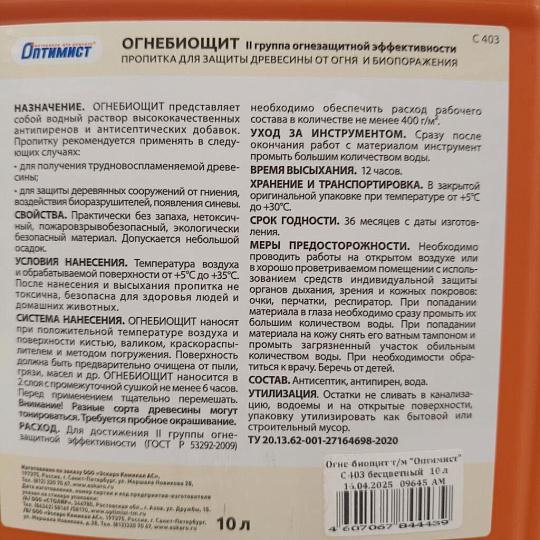 ОПТИМИСТ
ОГНЕБИОЩИТ II группа огнезащитной эффективности
С 403
ПРОПИТКА ДЛЯ ЗАЩИТЫ ДРЕВЕСИНЫ ОТ ОГНЯ И БИОПОРАЖЕНИЯ
НАЗНАЧЕНИЕ. ОГНЕБИОЩИТ представляет
собой водный раствор высококачественных
антипиренов и антисептических добавок.
Пропитку рекомендуется применять в следу-
ющих случаях:
· для получения трудновоспламеняемой древе-
сины;
· для защиты деревянных сооружений от гниения,
воздействия биоразрушителей, появления синевы.
СВОЙСТВА. Практически без запаха, нетоксич-
ный, пожаровзрывобезопасный, экологически
безопасный материал. Допускается небольшой
осадок.
УСЛОВИЯ НАНЕСЕНИЯ. Температура воздуха
и обрабатываемой поверхности от +5°С до +35°С.
После нанесения и высыхания пропитка не
токсична, безопасна для здоровья людей и
домашних животных.
СИСТЕМА НАНЕСЕНИЯ. ОГНЕБИОЩИТ наносят
при положительной температуре воздуха и
поверхности кистью, валиком, краскораспы-
лителем и методом погружения. Поверхность
должна быть предварительно очищена от пыли,
грязи, масел и др. ОГНЕБИОЩИТ наносится в
2 слоя с промежуточной сушкой не менее 6 часов.
Перед применением тщательно перемешать.
Внимание! Разные сорта древесины могут
тонироваться. Требуется пробное окрашивание.
РАСХОД. Для достижения II группы огне-
защитной эффективности (ГОСТ Р 53292-2009)
необходимо обеспечить расход рабочего
состава в количестве не менее 400 г/м².
УХОД ЗА ИНСТРУМЕНТОМ. Сразу после
окончания работ с материалом инструмент
промыть большим количеством воды.
ВРЕМЯ ВЫСЫХАНИЯ. 12 часов.
ХРАНЕНИЕ И ТРАНСПОРТИРОВКА. В закрытой
оригинальной упаковке при температуре от +5°С
до +30°С.
СРОК ГОДНОСТИ. 36 месяцев с даты изготов-
ления.
МЕРЫ ПРЕДОСТОРОЖНОСТИ. Необходимо
проводить работы на открытом воздухе или
в хорошо проветриваемом помещении с исполь-
зованием средств индивидуальной защиты
органов дыхания, зрения и кожных покровов:
очки, перчатки, респиратор. При попадании
материала в глаза необходимо сразу промыть их
большим количеством воды. При попадании
материала на кожу снять его ватным тампоном и
промыть загрязненный участок обильным
количеством воды. При необходимости обра-
титься к врачу. Беречь от детей.
СОСТАВ. Антисептик, антипирен, вода.
УТИЛИЗАЦИЯ. Остатки не сливать в канализа-
цию, водоемы и на открытые поверхности,
упаковку утилизировать как бытовой или
строительный мусор.
ТУ 20.13.62-001-27164698-2020
10 л
Огне-биощит т/м "Оптимист"
С 403 бесцветный 10 л
15.04.2025 09645 АМ
4 607067 844459